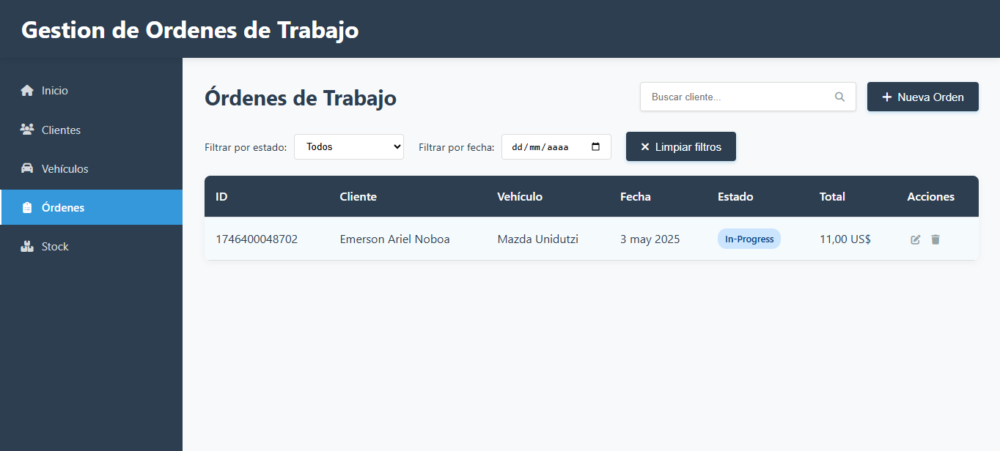 Gestion de Ordenes de Trabajo
Inicio
Clientes
Vehículos
Órdenes
Stock
Órdenes de Trabajo
Buscar cliente...
Nueva Orden
Filtrar por estado: Todos Filtrar por fecha: dd/mm/aaaa Limpiar filtros
ID Cliente Vehículo Fecha Estado Total Acciones
1746400048702 Emerson Ariel Noboa Mazda Unidutzi 3 may 2025 In-Progress 11,00 US$